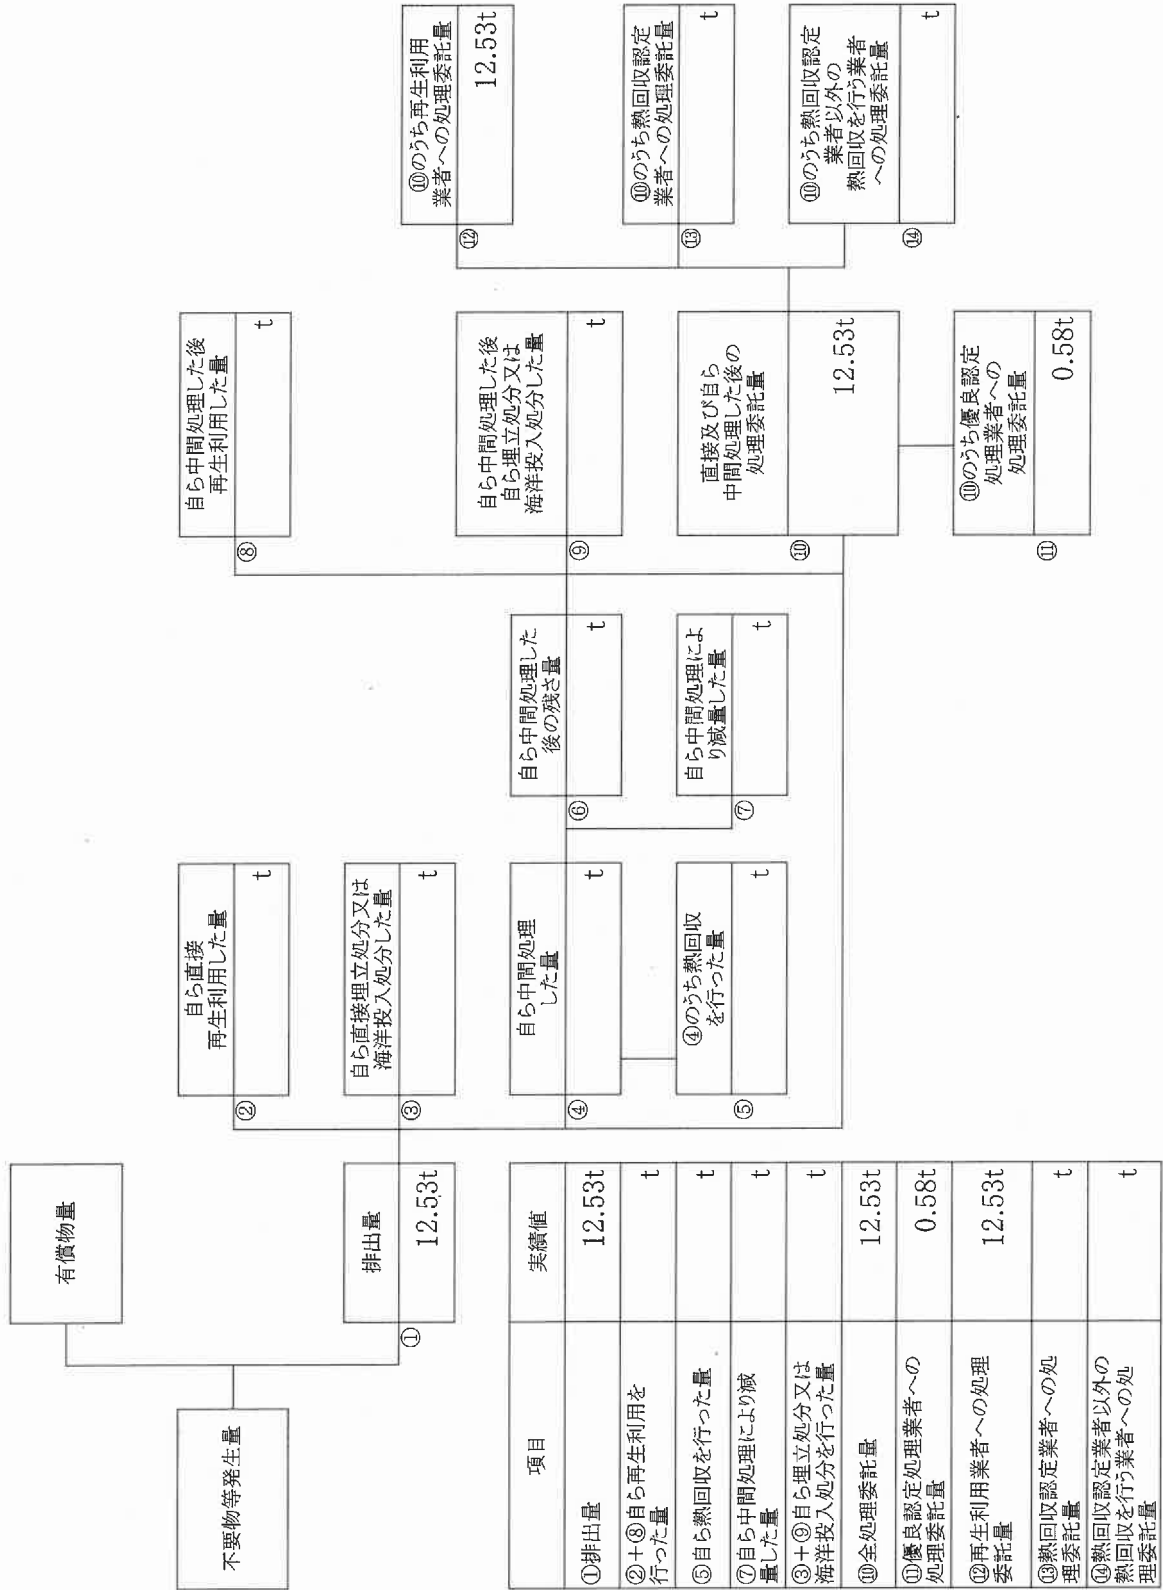 不要物等発生量
有償物量
①
排出量
12.53t
②
自ら直接
再生利用した量
t
③
自ら直接埋立処分又は
海洋投入処分した量
t
④
自ら中間処理
した量
t
⑤
④のうち熱回収
を行った量
t
⑥
自ら中間処理した
後の残さ量
t
⑦
自ら中間処理によ
り減量した量
t
⑧
自ら中間処理した後
再生利用した量
t
⑨
自ら中間処理した後
自ら埋立処分又は
海洋投入処分した量
t
⑩
直接及び自ら
中間処理した後の
処理委託量
12.53t
⑪
⑩のうち優良認定
処理業者への
処理委託量
0.58t
⑫
⑩のうち再生利用
業者への処理委託量
12.53t
⑬
⑩のうち熱回収認定
業者への処理委託量
t
⑭
⑩のうち熱回収認定
業者以外の
熱回収を行う業者
への処理委託量
t
項目
実績値
①排出量
12.53t
②+⑧自ら再生利用を
行った量
t
⑤自ら熱回収を行った量
t
⑦自ら中間処理により減
量した量
t
③+⑨自ら埋立処分又は
海洋投入処分を行った量
t
⑩全処理委託量
12.53t
⑪優良認定処理業者への
処理委託量
0.58t
⑫再生利用業者への処理
委託量
12.53t
⑬熱回収認定業者への処
理委託量
t
⑭熱回収認定業者以外の
熱回収を行う業者への処
理委託量
t